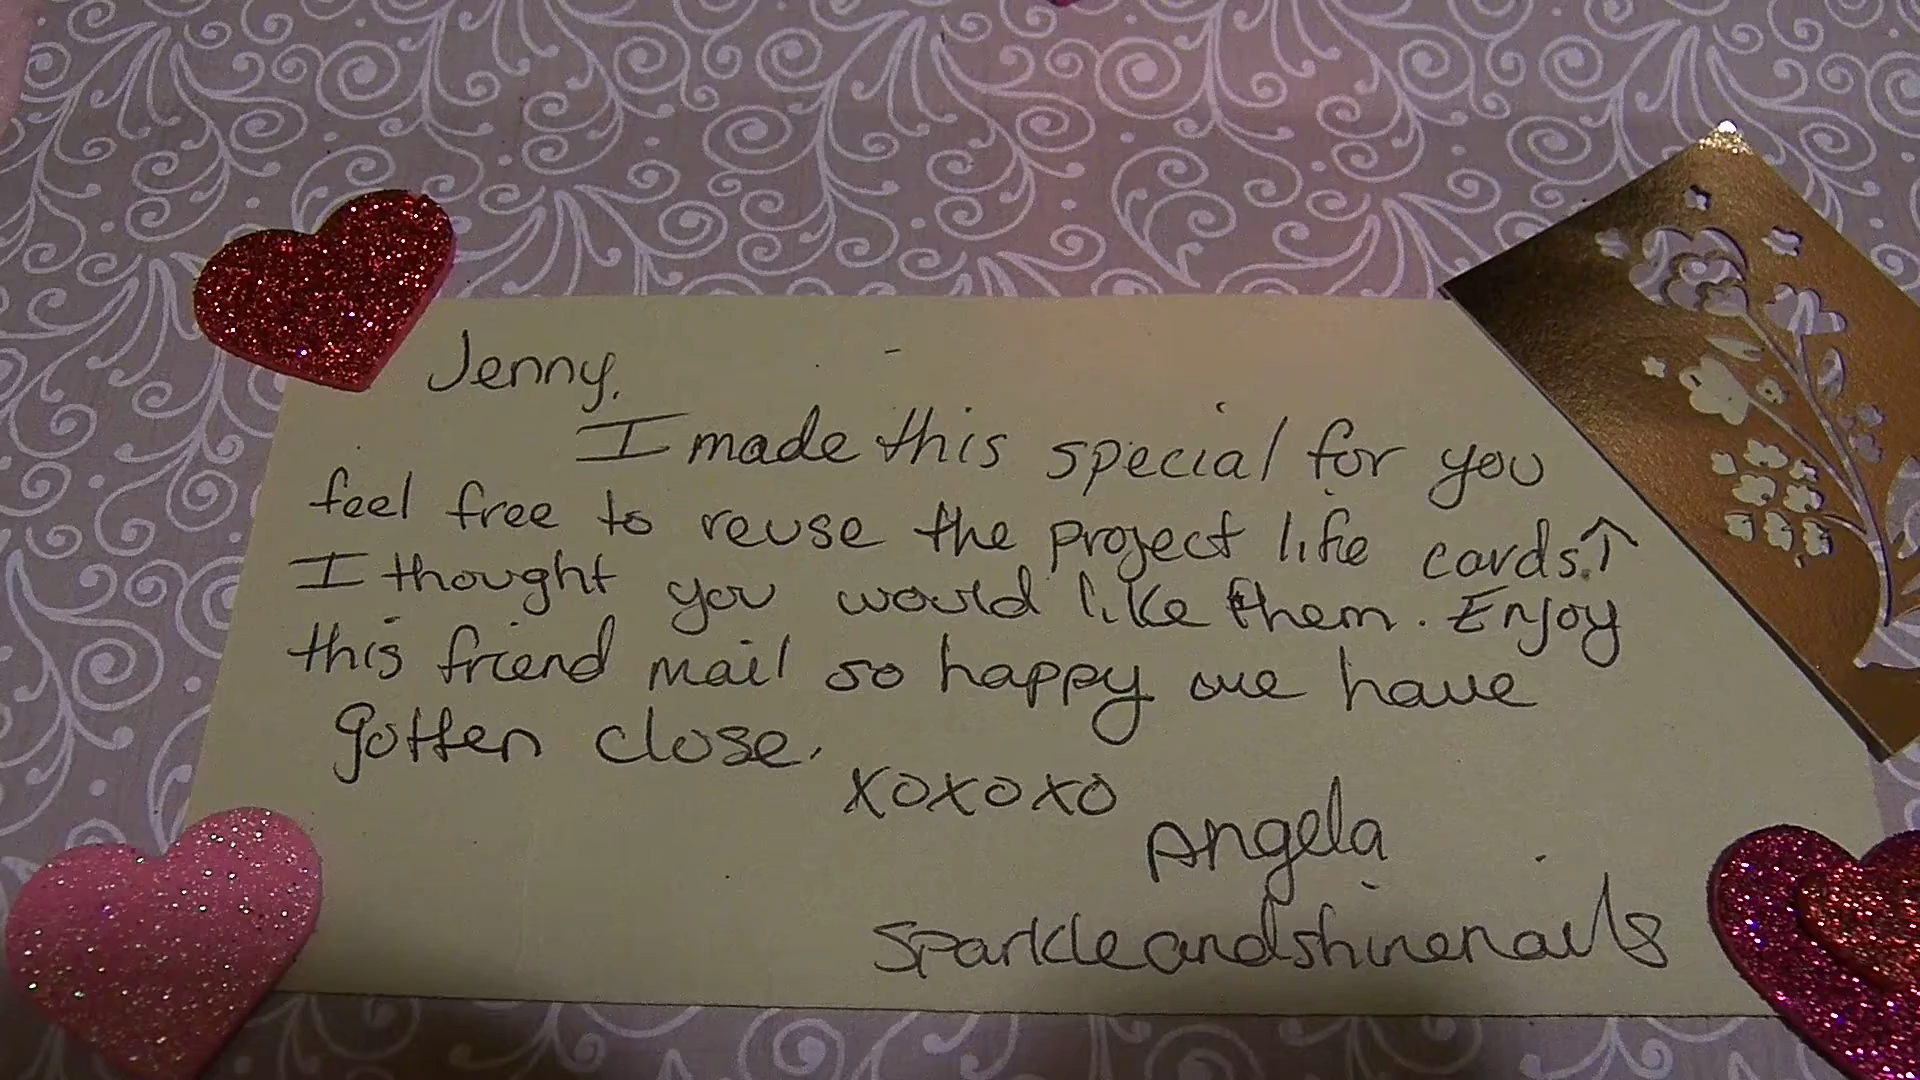 Jenny,
I made this special for you
feel free to reuse the project life cards.↑
I thought you would like them. Enjoy
this friend mail so happy we have
gotten close.
xoxoxo
Angela
Sparkleandshinenails